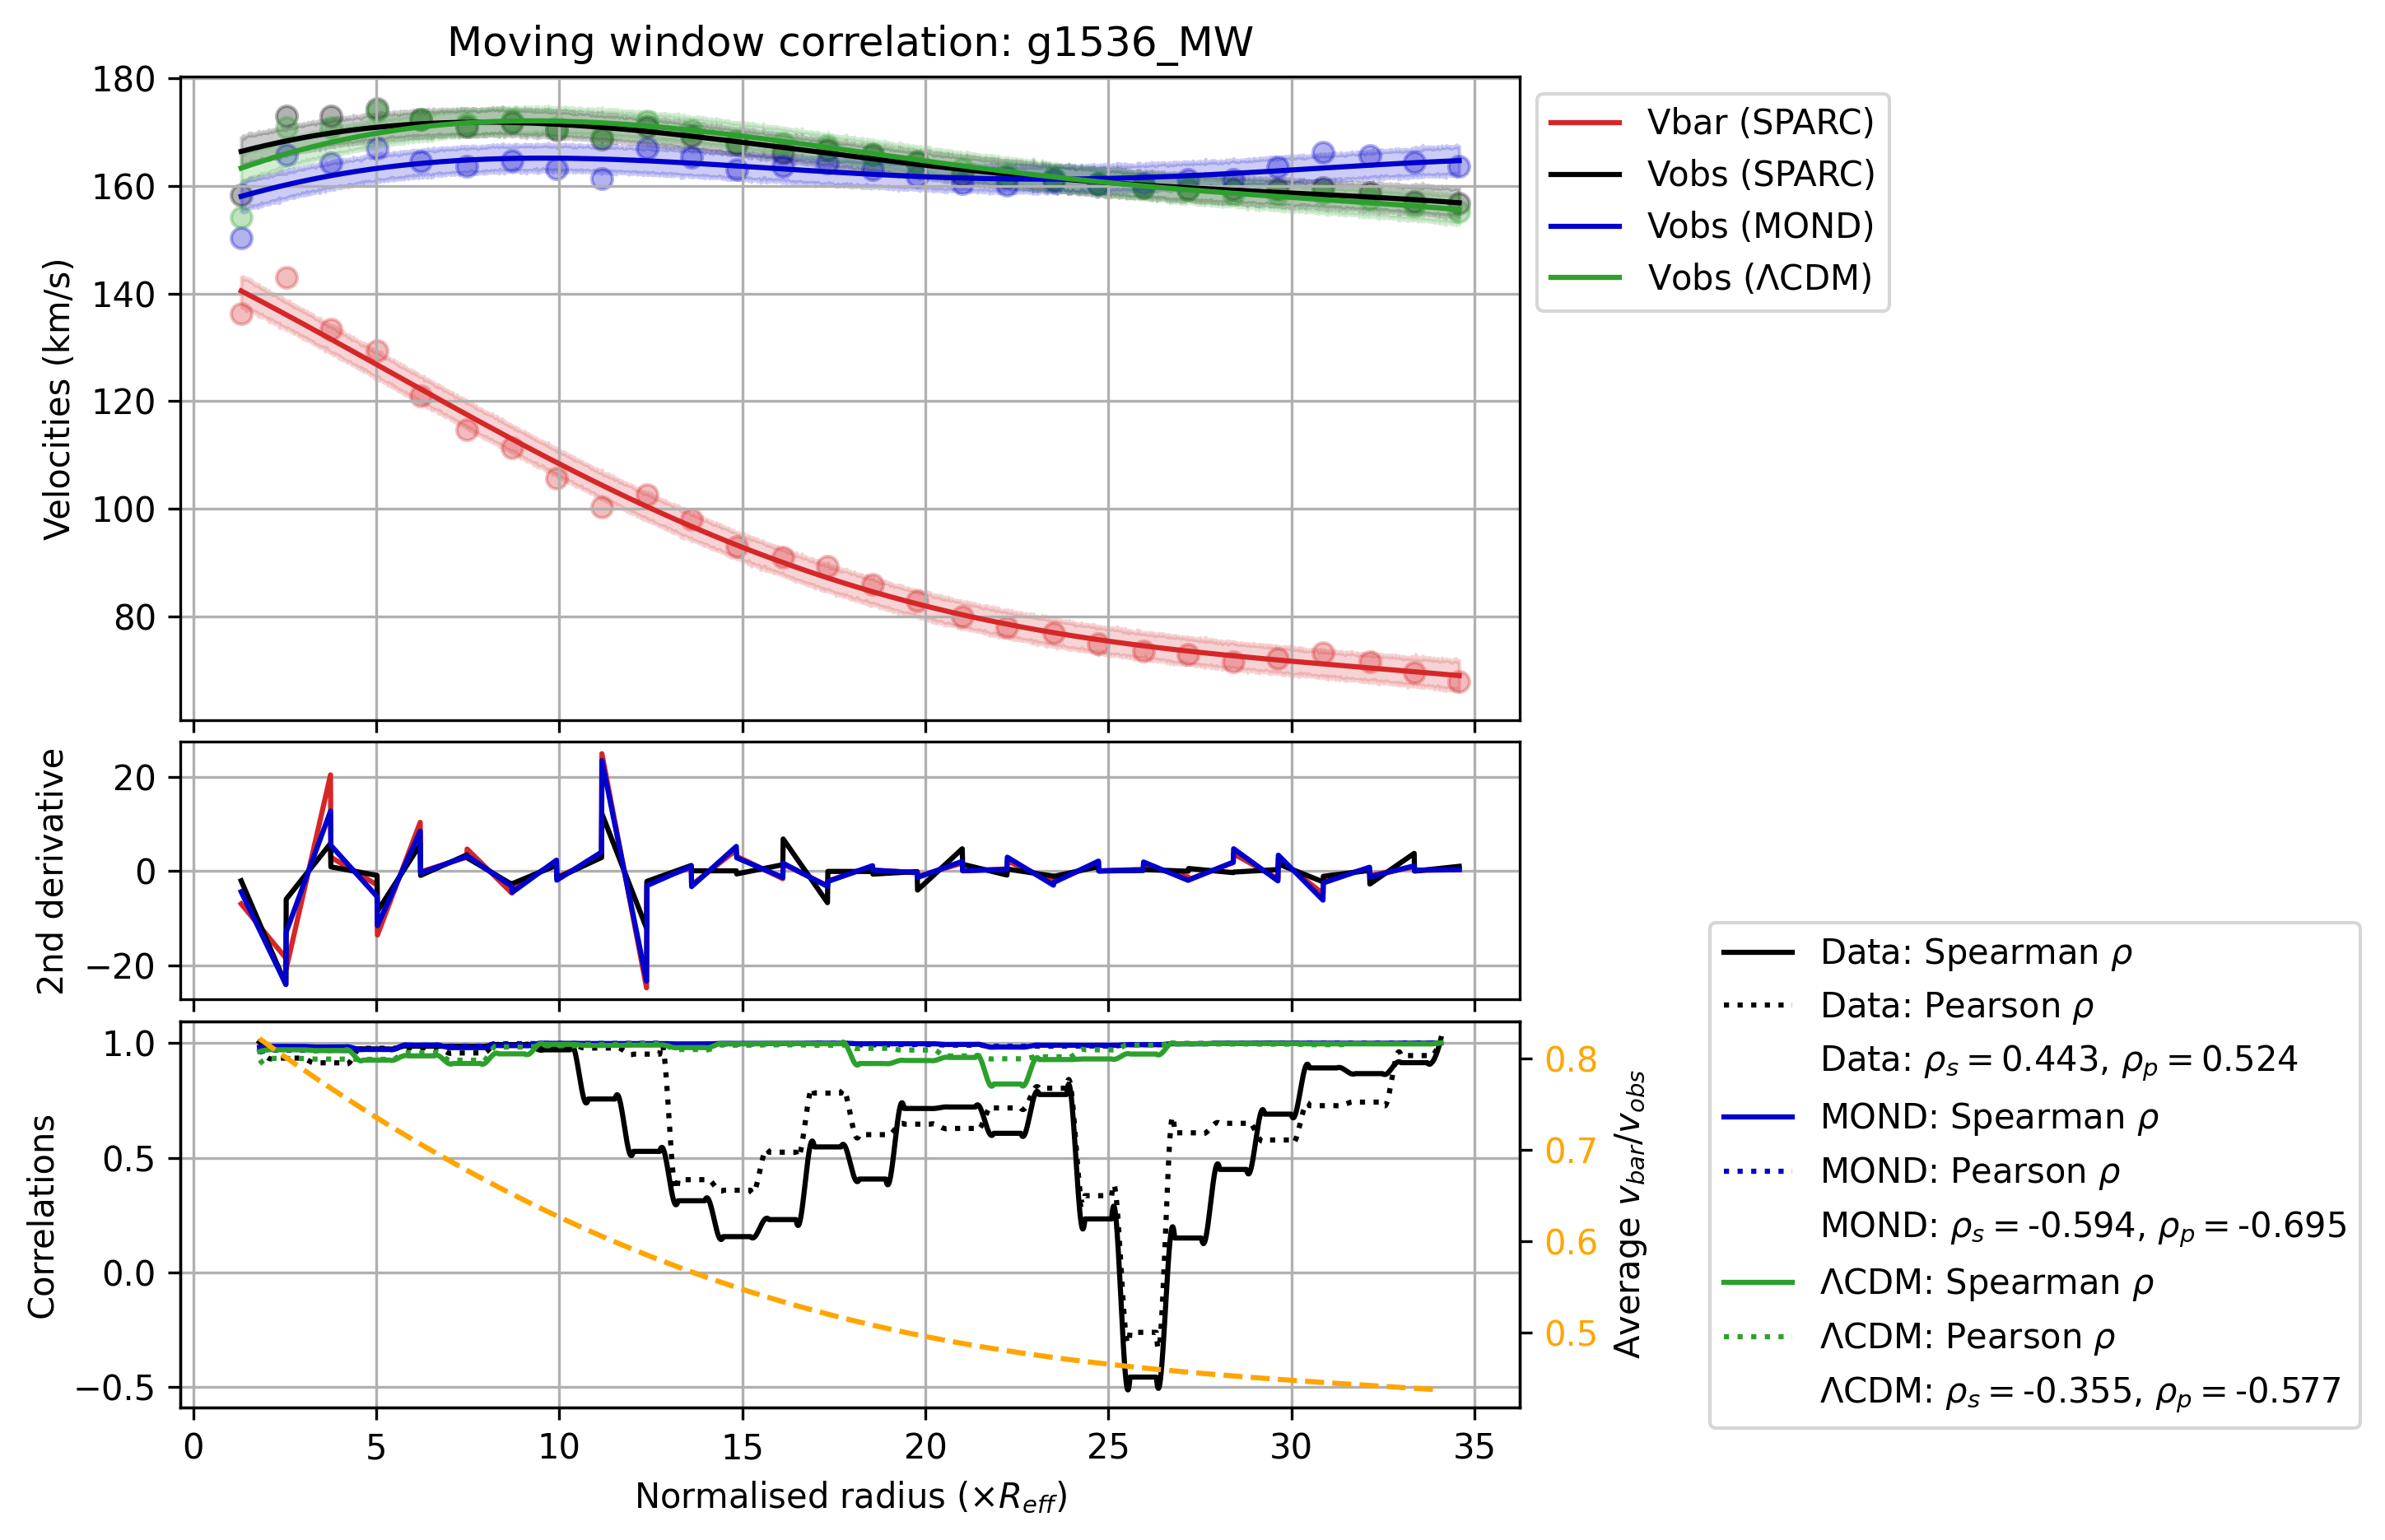 Moving window correlation: g1536_MW
180
160
140
120
100
80
Velocities (km/s)
Vbar (SPARC)
Vobs (SPARC)
Vobs (MOND)
Vobs (ΛCDM)
20
0
−20
2nd derivative
1.0
0.5
0.0
−0.5
Correlations
0.8
0.7
0.6
0.5
Average v_bar/v_obs
0 5 10 15 20 25 30 35
Normalised radius (×R_eff)
Data: Spearman ρ
Data: Pearson ρ
Data: ρ_s = 0.443, ρ_p = 0.524
MOND: Spearman ρ
MOND: Pearson ρ
MOND: ρ_s = -0.594, ρ_p = -0.695
ΛCDM: Spearman ρ
ΛCDM: Pearson ρ
ΛCDM: ρ_s = -0.355, ρ_p = -0.577